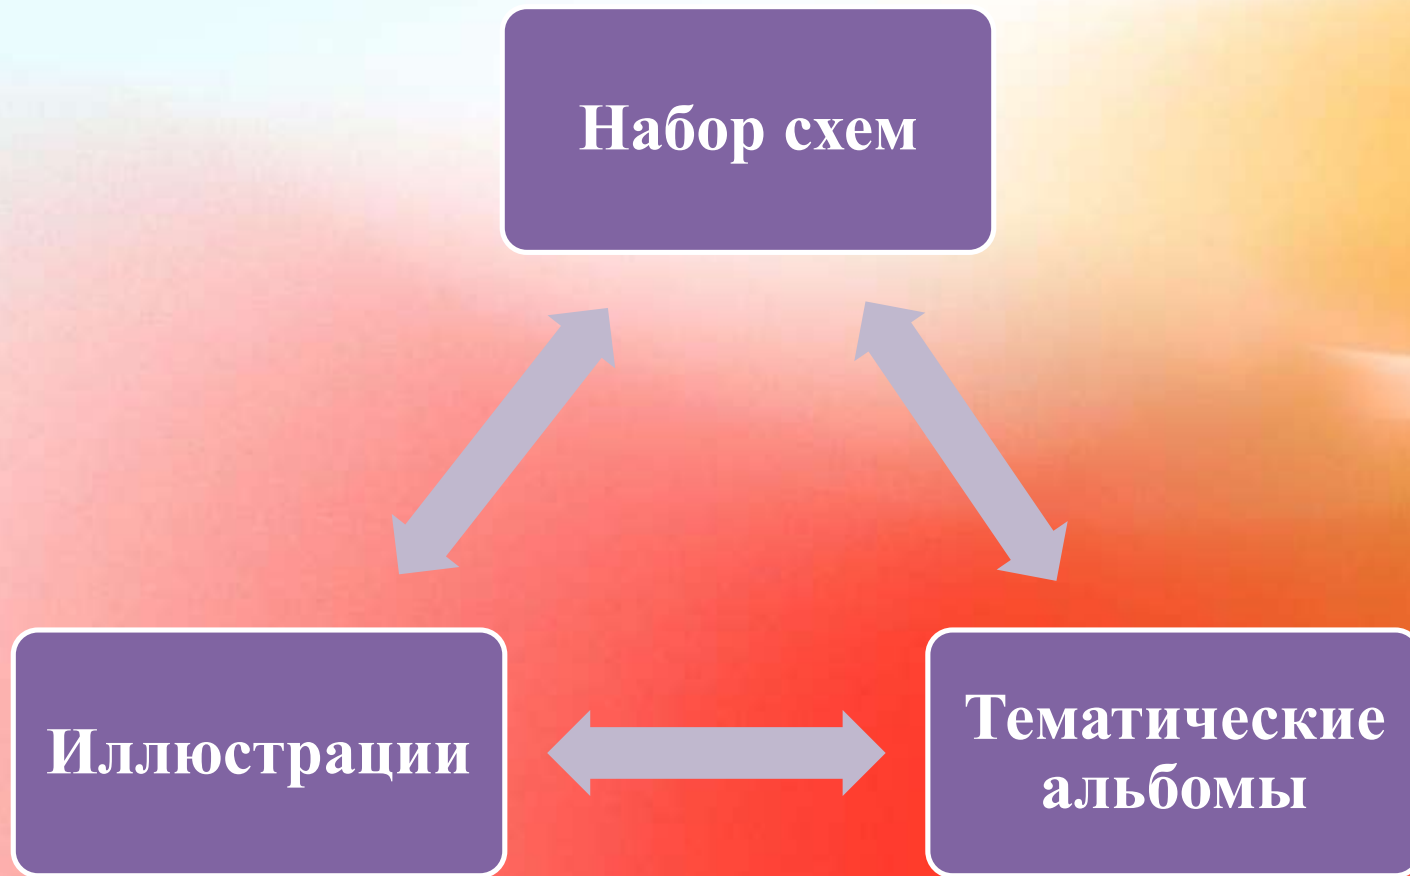 Набор схем
Иллюстрации
Тематические
альбомы